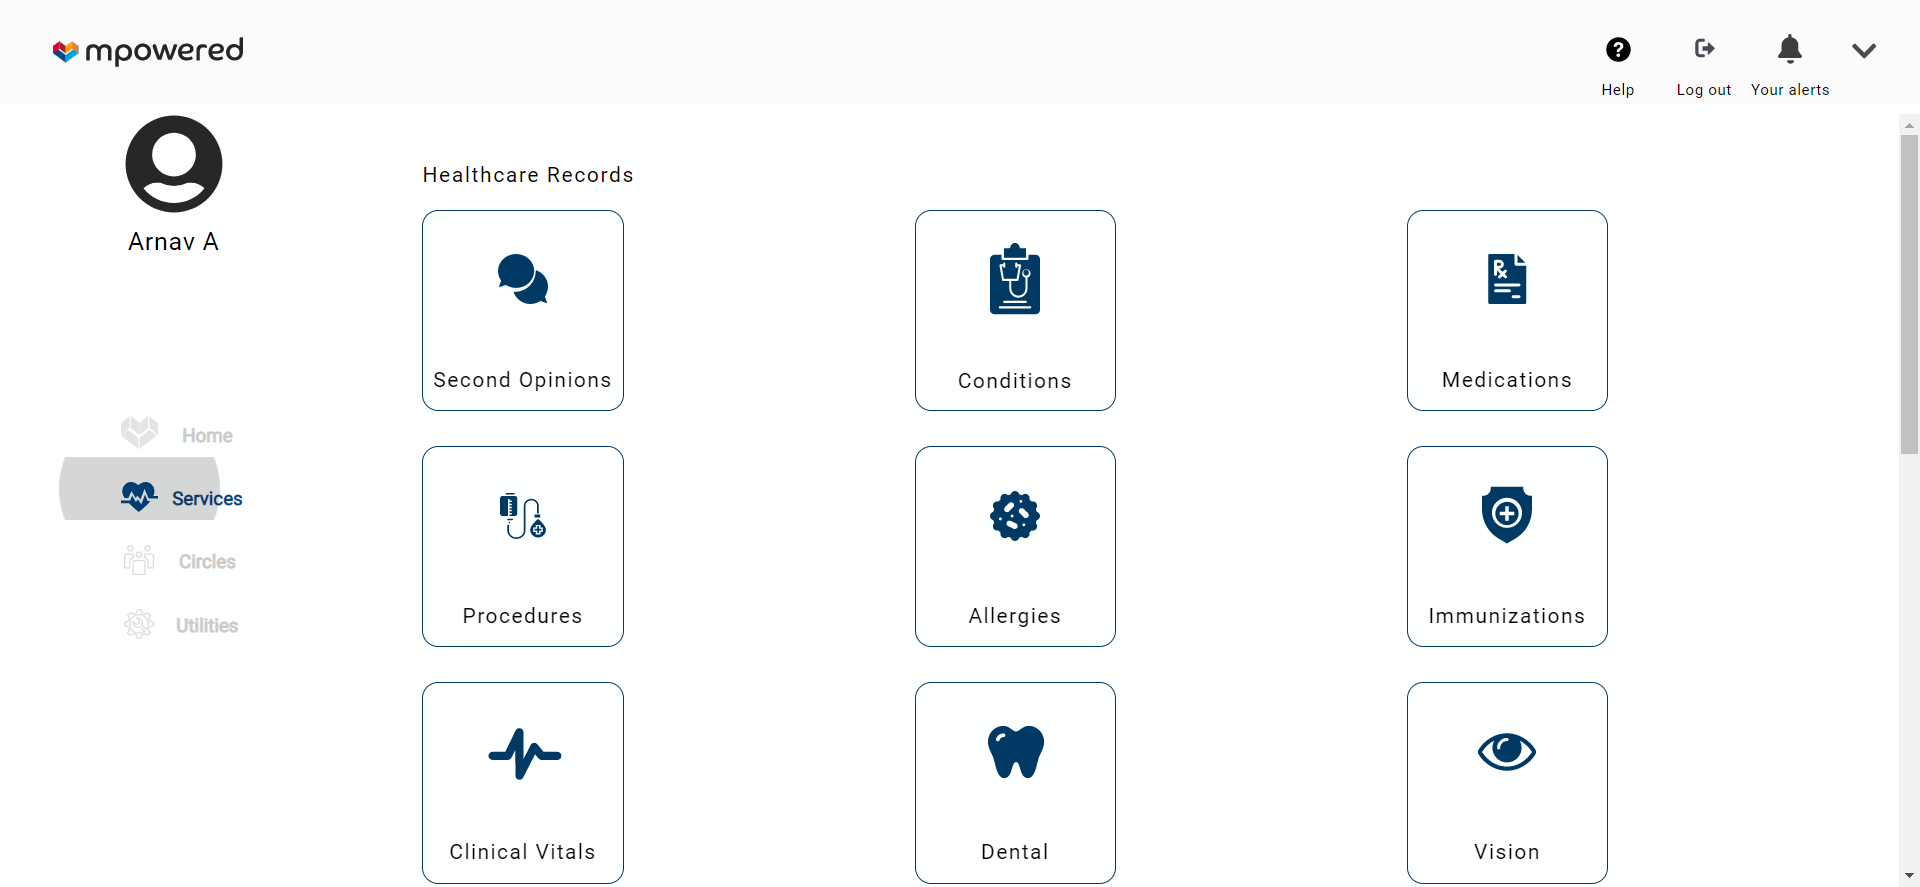 mpowered
Help
Log out
Your alerts
Arnav A
Home
Services
Circles
Utilities
Healthcare Records
Second Opinions
Conditions
Medications
Procedures
Allergies
Immunizations
Clinical Vitals
Dental
Vision